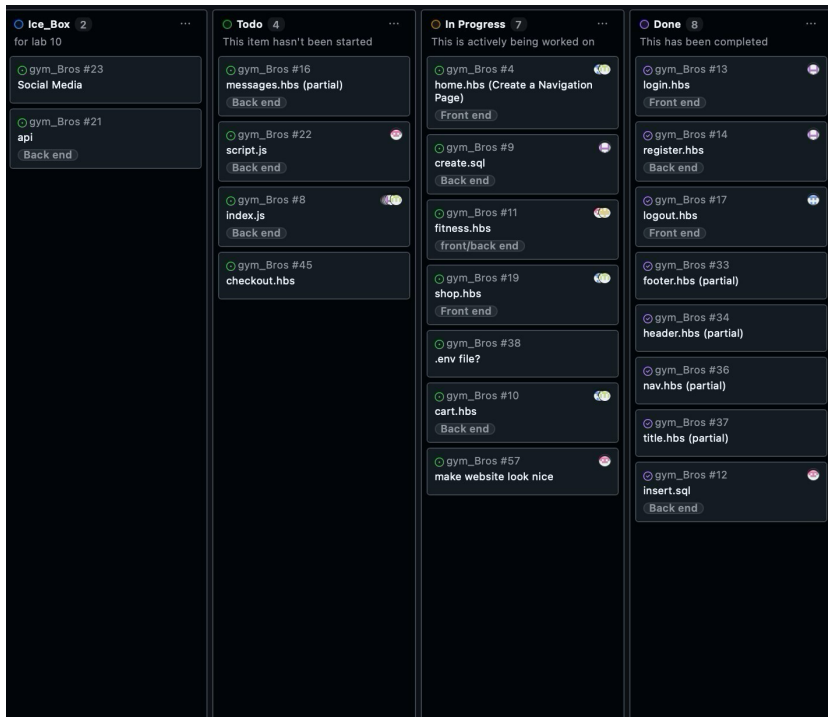 Ice_Box 2
for lab 10
gym_Bros #23
Social Media
gym_Bros #21
api
Back end
Todo 4
This item hasn't been started
gym_Bros #16
messages.hbs (partial)
Back end
gym_Bros #22
script.js
Back end
gym_Bros #8
index.js
Back end
gym_Bros #45
checkout.hbs
In Progress 7
This is actively being worked on
gym_Bros #4
home.hbs (Create a Navigation
Page)
Front end
gym_Bros #9
create.sql
Back end
gym_Bros #11
fitness.hbs
front/back end
gym_Bros #19
shop.hbs
Front end
gym_Bros #38
.env file?
gym_Bros #10
cart.hbs
Back end
gym_Bros #57
make website look nice
Done 8
This has been completed
gym_Bros #13
login.hbs
Front end
gym_Bros #14
register.hbs
Back end
gym_Bros #17
logout.hbs
Front end
gym_Bros #33
footer.hbs (partial)
gym_Bros #34
header.hbs (partial)
gym_Bros #36
nav.hbs (partial)
gym_Bros #37
title.hbs (partial)
gym_Bros #12
insert.sql
Back end